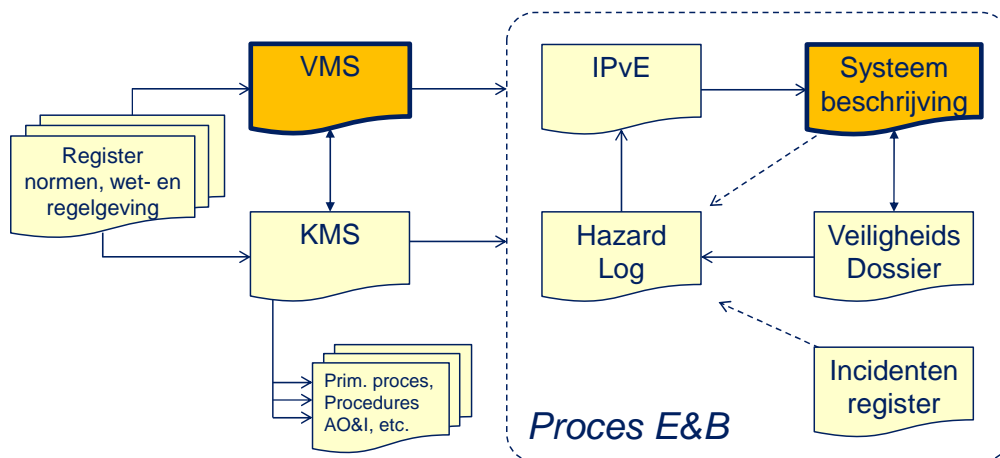 VMS
IPvE
Systeem
beschrijving
Register
normen, wet- en
regelgeving
KMS
Hazard
Log
Veiligheids
Dossier
Prim. proces,
Procedures
AO&I, etc.
Incidenten
register
Proces E&B